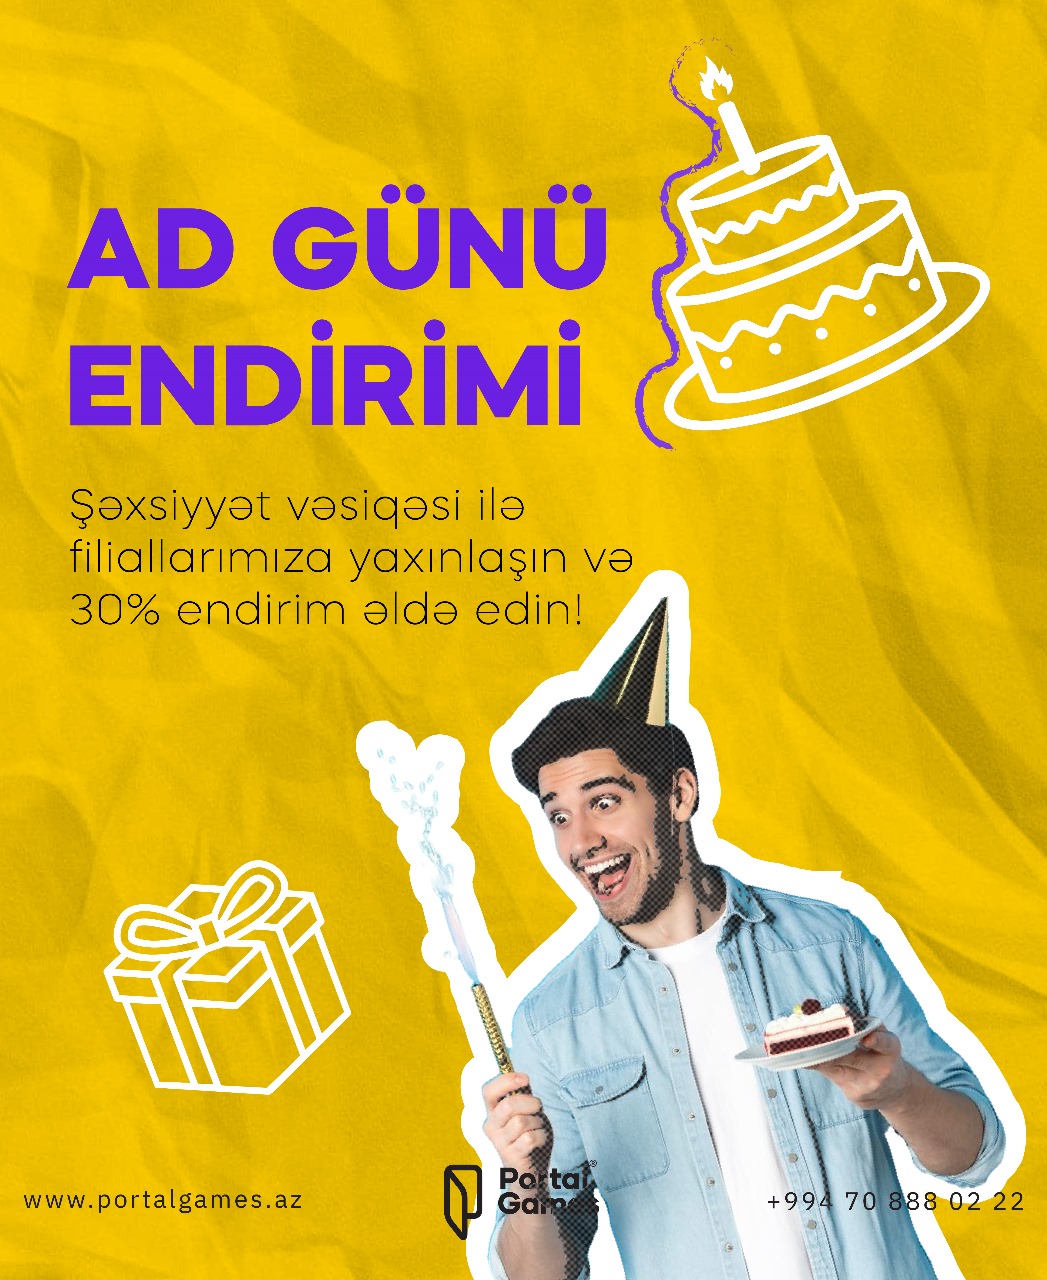 AD GÜNÜ
ENDİRİMİ
Şəxsiyyət vəsiqəsi ilə
filiallarımıza yaxınlaşın və
30% endirim əldə edin!
www.portalgames.az
Portal®
Games
+994 70 888 02 22